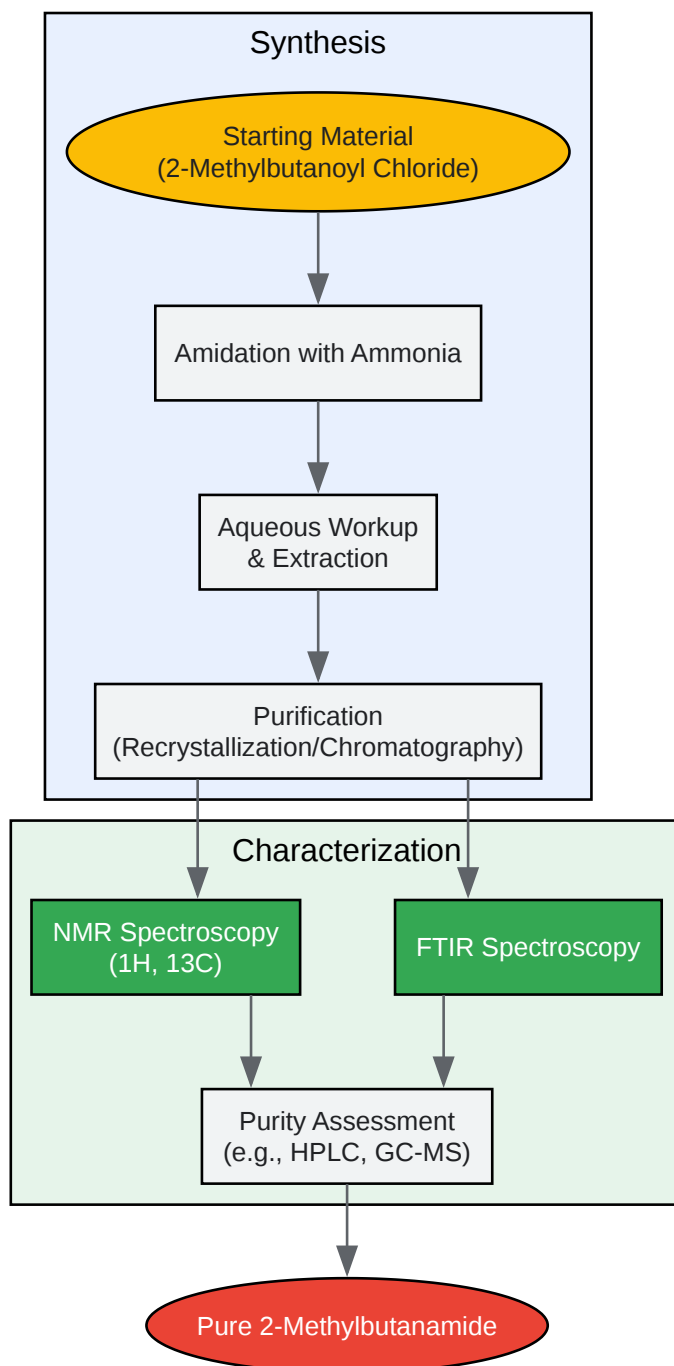 Synthesis
Starting Material
(2-Methylbutanoyl Chloride)
Amidation with Ammonia
Aqueous Workup
& Extraction
Purification
(Recrystallization/Chromatography)
Characterization
NMR Spectroscopy
(1H, 13C)
FTIR Spectroscopy
Purity Assessment
(e.g., HPLC, GC-MS)
Pure 2-Methylbutanamide